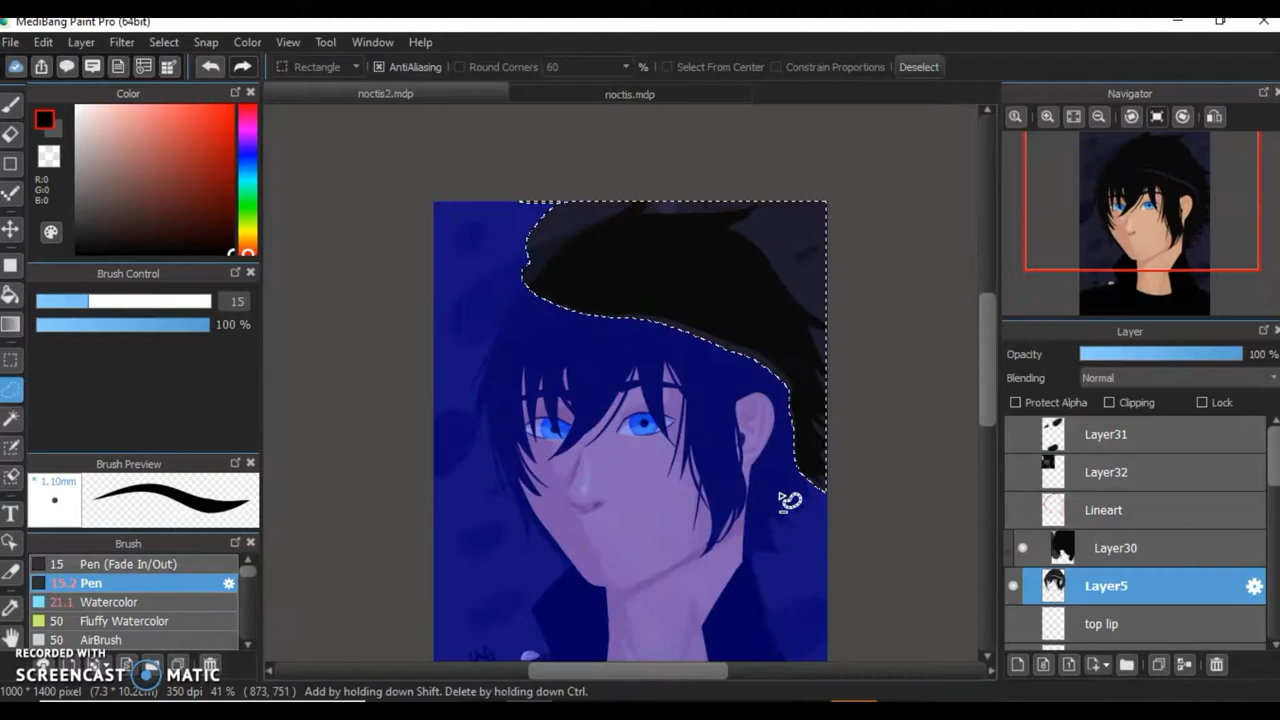 MediBang Paint Pro (64bit)
File Edit Layer Filter Select Snap Color View Tool Window Help
Rectangle AntiAliasing Round Corners 60 % Select From Center Constrain Proportions Deselect
Color noctis2.mdp noctis.mdp Navigator
R:0
G:0
B:0
Brush Control
15
100 %
Layer
Opacity 100 %
Blending Normal
Protect Alpha Clipping Lock
Layer31
Layer32
Lineart
Layer30
Layer5
top lip
Brush Preview
* 1.10mm
Brush
15 Pen (Fade In/Out)
15.2 Pen
21.1 Watercolor
50 Fluffy Watercolor
50 AirBrush
RECORDED WITH
SCREENCAST MATIC
1000 * 1400 pixel (7.3 * 10.2cm) 350 dpi 41 % ( 873, 751 ) Add by holding down Shift. Delete by holding down Ctrl.